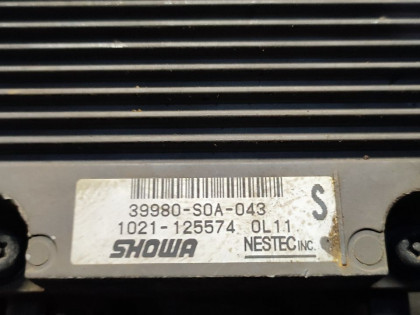 39980-S0A-043
S
1021-125574 0L11
SHOWA NESTEC INC.